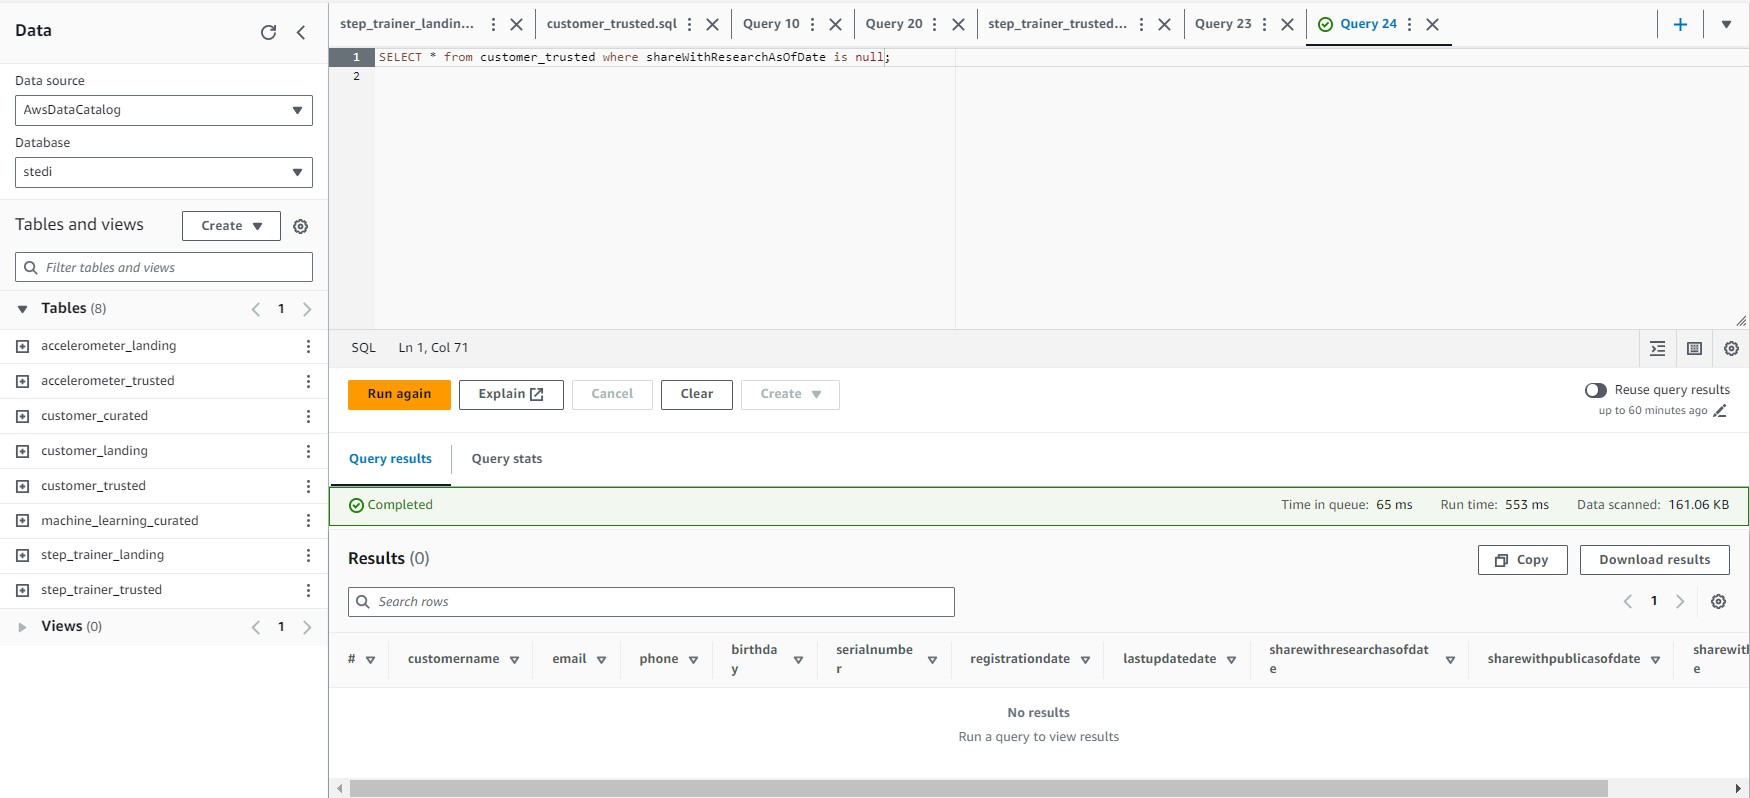 Data
Data source
AwsDataCatalog
Database
stedi
Tables and views
Create
Filter tables and views
Tables (8)
1
accelerometer_landing
accelerometer_trusted
customer_curated
customer_landing
customer_trusted
machine_learning_curated
step_trainer_landing
step_trainer_trusted
Views (0)
1
step_trainer_landin... customer_trusted.sql Query 10 Query 20 step_trainer_trusted... Query 23 Query 24
1 SELECT * from customer_trusted where shareWithResearchAsOfDate is null;
2
SQL Ln 1, Col 71
Run again Explain Cancel Clear Create
Reuse query results
up to 60 minutes ago
Query results Query stats
Completed Time in queue: 65 ms Run time: 553 ms Data scanned: 161.06 KB
Results (0) Copy Download results
Search rows 1
# customername email phone birthda
y serialnumbe
r registrationdate lastupdatedate sharewithresearchasofdat
e sharewithpublicasofdate sharewith
e
No results
Run a query to view results